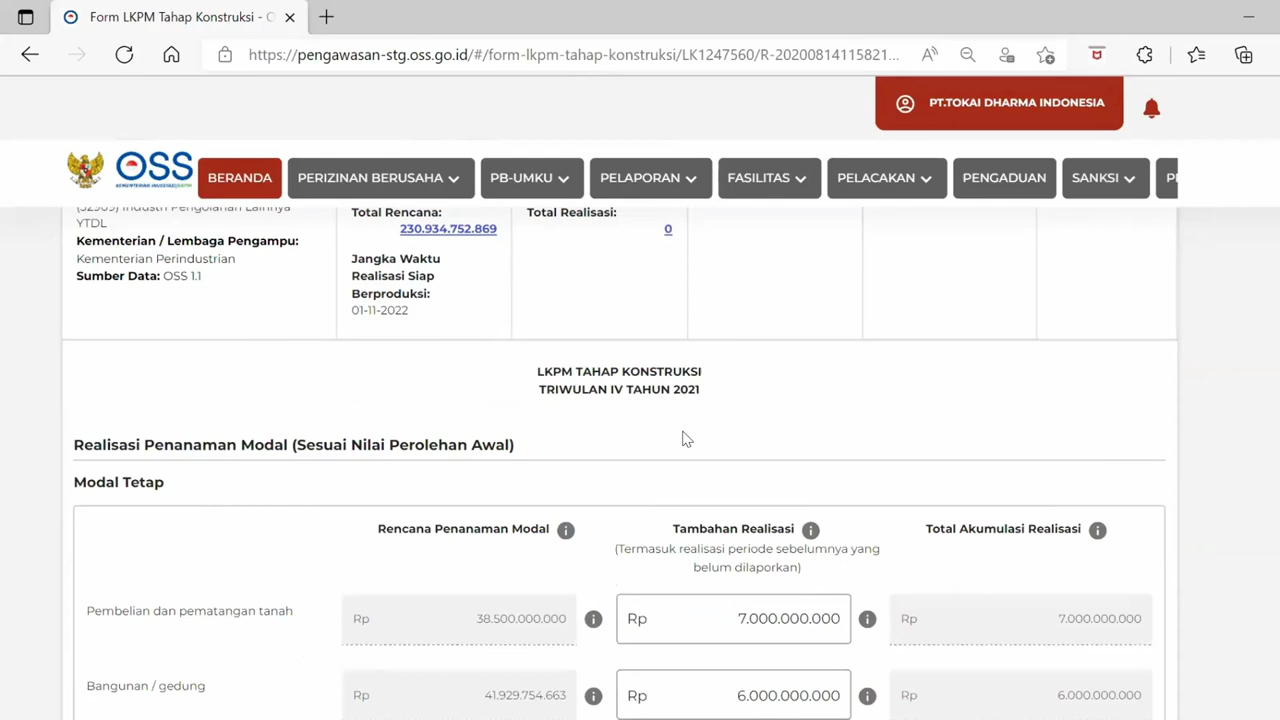 Form LKPM Tahap Konstruksi - O
https://pengawasan-stg.oss.go.id/#/form-lkpm-tahap-konstruksi/LK1247560/R-20200814115821...
PT.TOKAI DHARMA INDONESIA
OSS
BERANDA
PERIZINAN BERUSAHA
PB-UMKU
PELAPORAN
FASILITAS
PELACAKAN
PENGADUAN
SANKSI
(32909) Industri Pengolahan Lainnya
YTDL
Kementerian / Lembaga Pengampu:
Kementerian Perindustrian
Sumber Data: OSS 1.1
Total Rencana:
230.934.752.869
Jangka Waktu
Realisasi Siap
Berproduksi:
01-11-2022
Total Realisasi:
0
LKPM TAHAP KONSTRUKSI
TRIWULAN IV TAHUN 2021
Realisasi Penanaman Modal (Sesuai Nilai Perolehan Awal)
Modal Tetap
Rencana Penanaman Modal
Tambahan Realisasi
(Termasuk realisasi periode sebelumnya yang
belum dilaporkan)
Total Akumulasi Realisasi
Pembelian dan pematangan tanah
Rp 38.500.000.000
Rp 7.000.000.000
Rp 7.000.000.000
Bangunan / gedung
Rp 41.929.754.663
Rp 6.000.000.000
Rp 6.000.000.000